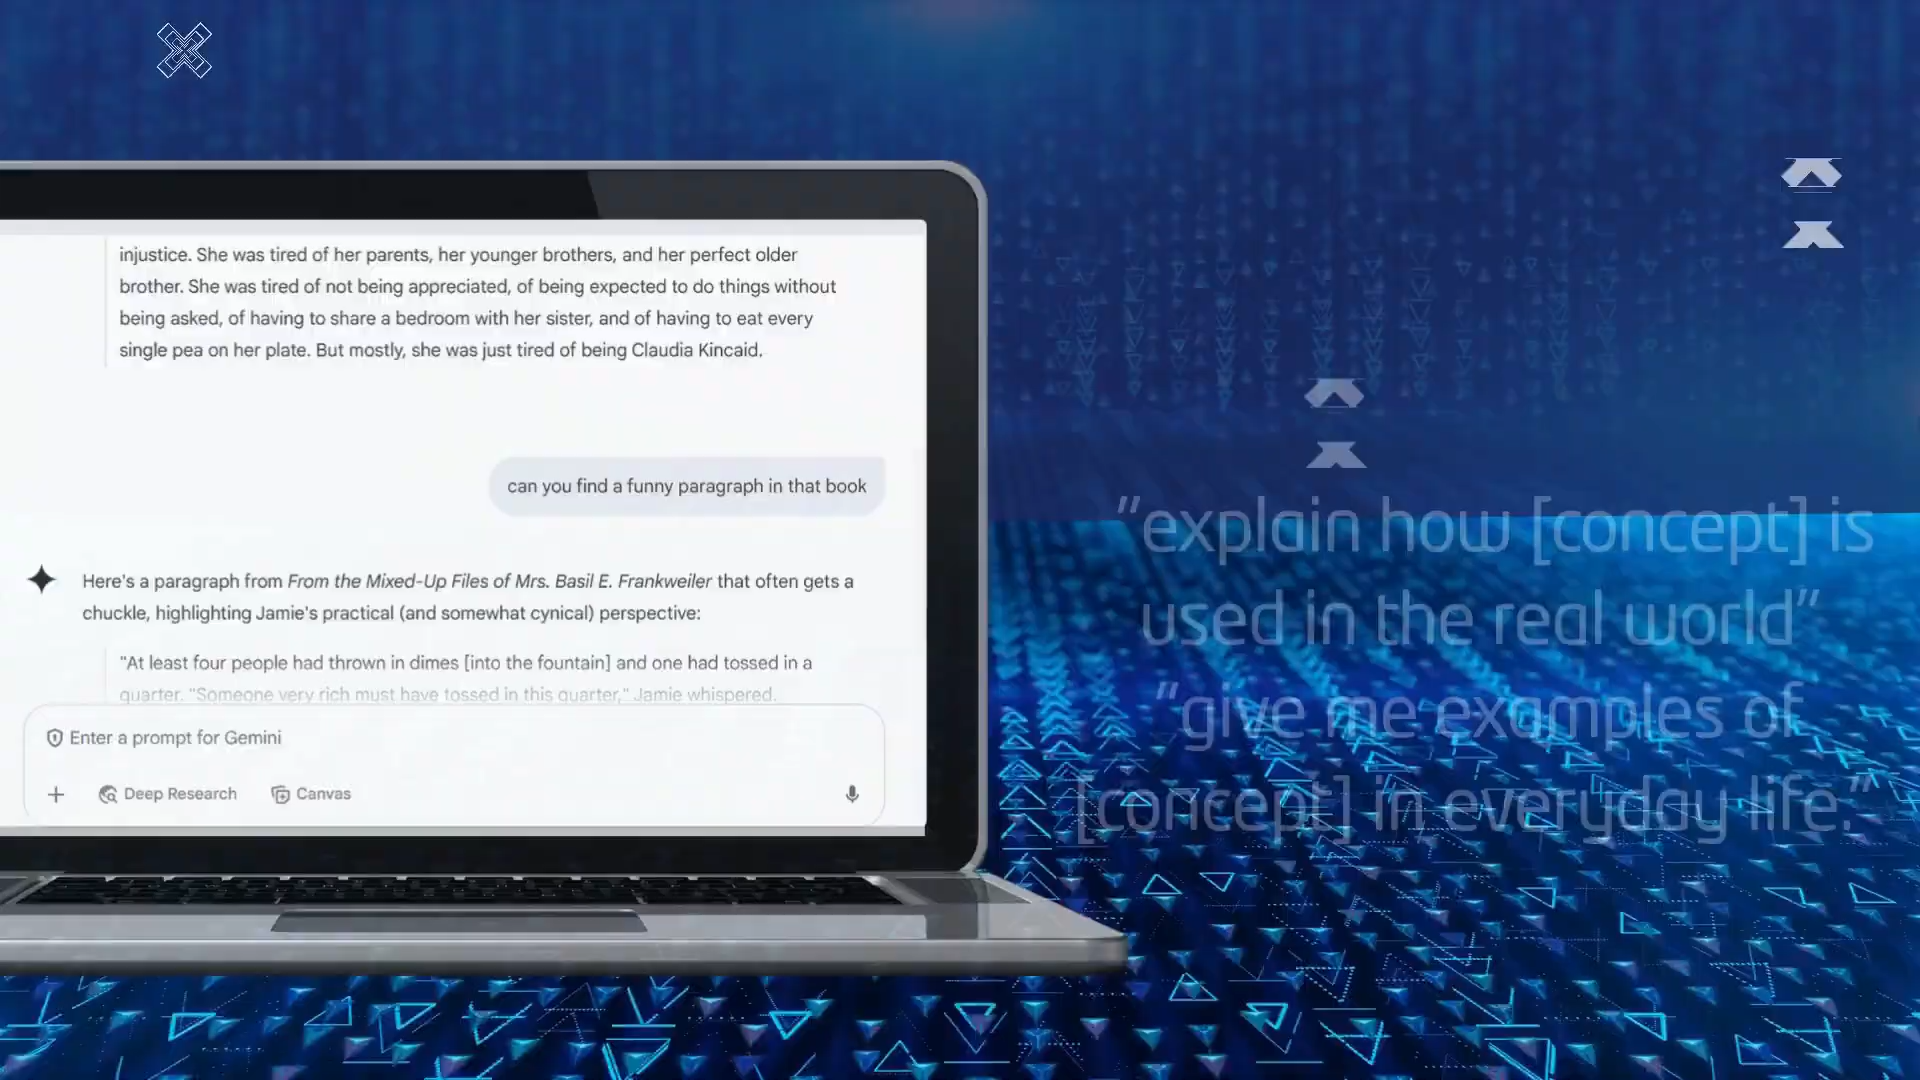 injustice. She was tired of her parents, her younger brothers, and her perfect older
brother. She was tired of not being appreciated, of being expected to do things without
being asked, of having to share a bedroom with her sister, and of having to eat every
single pea on her plate. But mostly, she was just tired of being Claudia Kincaid.
can you find a funny paragraph in that book
Here's a paragraph from From the Mixed-Up Files of Mrs. Basil E. Frankweiler that often gets a
chuckle, highlighting Jamie's practical (and somewhat cynical) perspective:
"At least four people had thrown in dimes [into the fountain] and one had tossed in a
quarter. "Someone very rich must have tossed in this quarter," Jamie whispered.
Enter a prompt for Gemini
Deep Research Canvas
"explain how [concept] is
used in the real world"
"give me examples of
[concept] in everyday life."